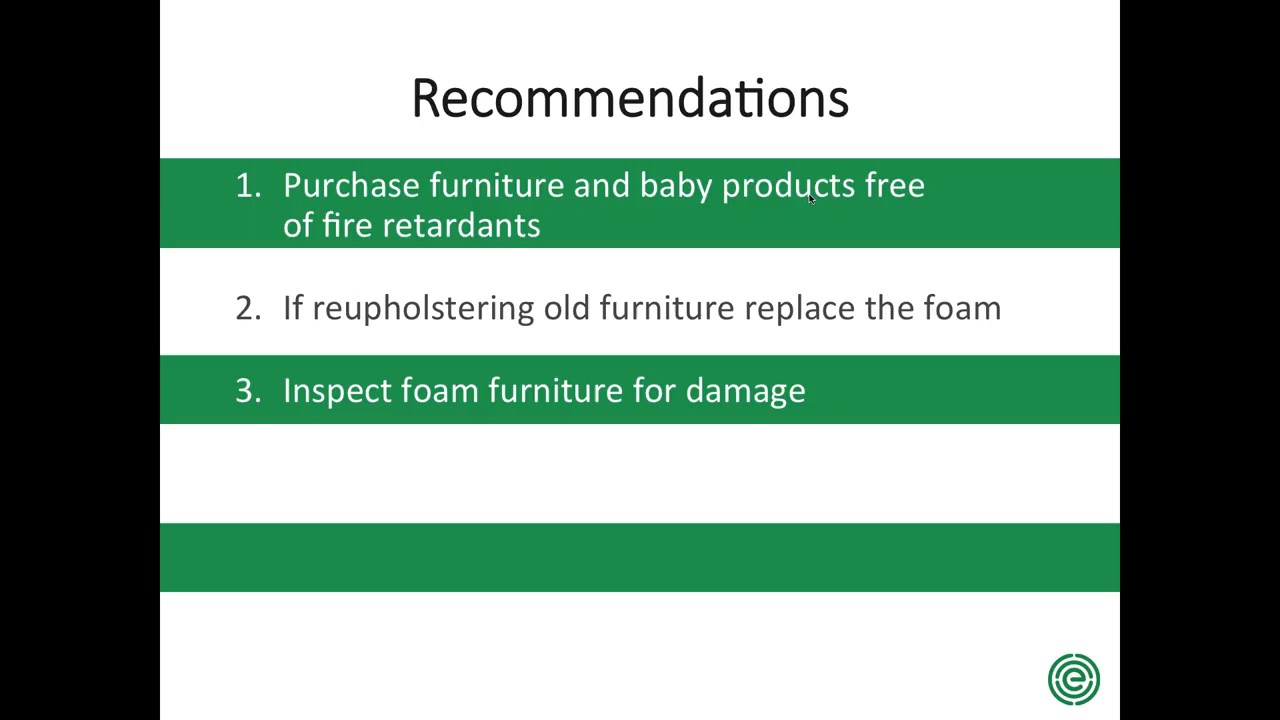 Recommendations
1. Purchase furniture and baby products free
of fire retardants
2. If reupholstering old furniture replace the foam
3. Inspect foam furniture for damage
e